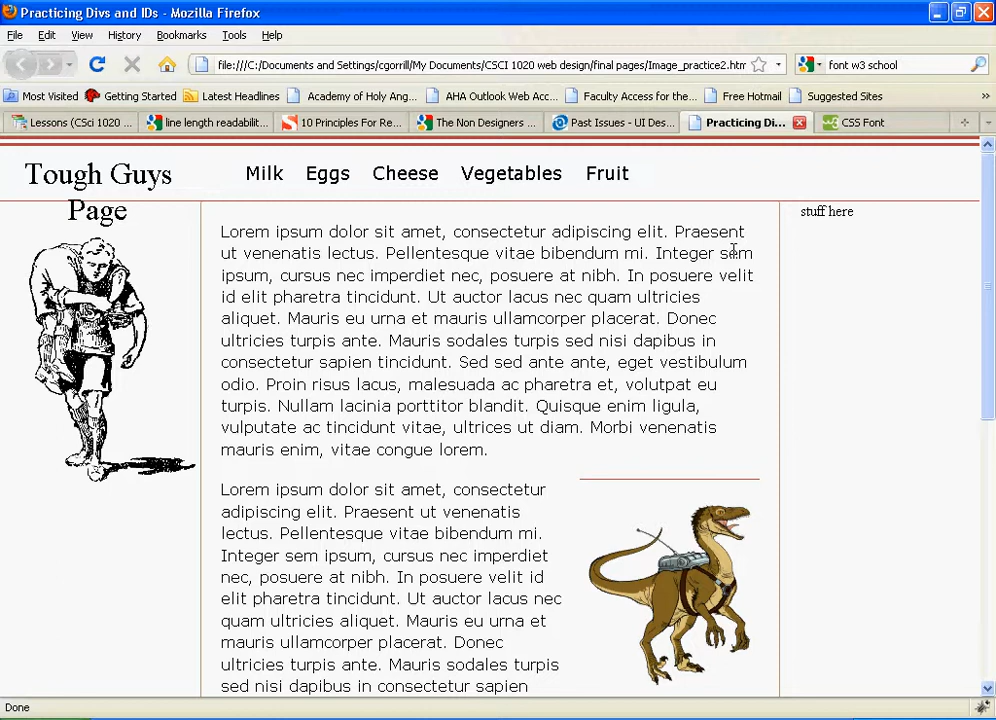 Practicing Divs and IDs - Mozilla Firefox
File Edit View History Bookmarks Tools Help
file:///C:/Documents and Settings/cgorrill/My Documents/CSCI 1020 web design/final pages/Image_practice2.htm
font w3 school
Most Visited Getting Started Latest Headlines Academy of Holy Ang... AHA Outlook Web Acc... Faculty Access for the... Free Hotmail Suggested Sites »
Lessons (CSci 1020 ... line length readabilit... 10 Principles For Re... The Non Designers ... Past Issues - UI Des... Practicing Di... CSS Font
Tough Guys
Page
Milk Eggs Cheese Vegetables Fruit
Lorem ipsum dolor sit amet, consectetur adipiscing elit. Praesent
ut venenatis lectus. Pellentesque vitae bibendum mi. Integer sem
ipsum, cursus nec imperdiet nec, posuere at nibh. In posuere velit
id elit pharetra tincidunt. Ut auctor lacus nec quam ultricies
aliquet. Mauris eu urna et mauris ullamcorper placerat. Donec
ultricies turpis ante. Mauris sodales turpis sed nisi dapibus in
consectetur sapien tincidunt. Sed sed ante ante, eget vestibulum
odio. Proin risus lacus, malesuada ac pharetra et, volutpat eu
turpis. Nullam lacinia porttitor blandit. Quisque enim ligula,
vulputate ac tincidunt vitae, ultrices ut diam. Morbi venenatis
mauris enim, vitae congue lorem.
Lorem ipsum dolor sit amet, consectetur
adipiscing elit. Praesent ut venenatis
lectus. Pellentesque vitae bibendum mi.
Integer sem ipsum, cursus nec imperdiet
nec, posuere at nibh. In posuere velit id
elit pharetra tincidunt. Ut auctor lacus nec
quam ultricies aliquet. Mauris eu urna et
mauris ullamcorper placerat. Donec
ultricies turpis ante. Mauris sodales turpis
sed nisi dapibus in consectetur sapien
stuff here
Done